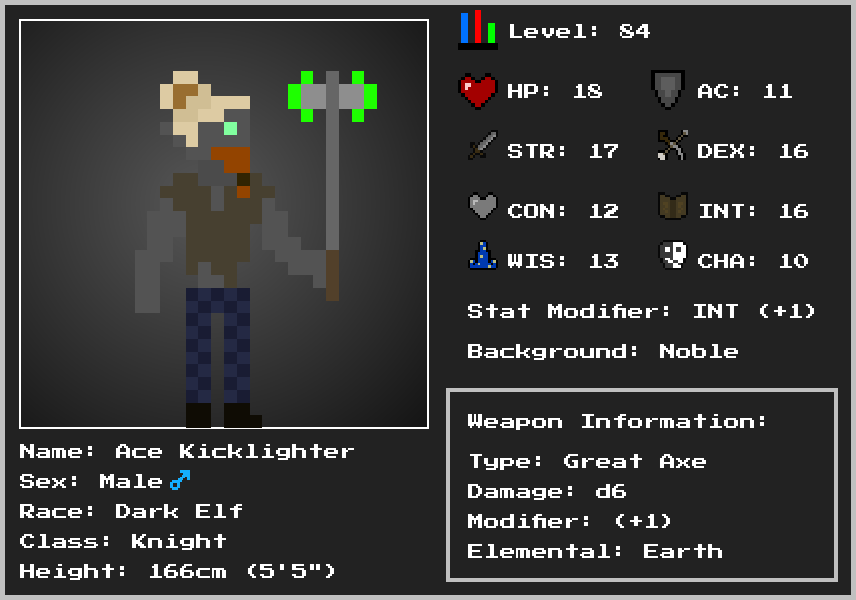 Level: 84
HP: 18
AC: 11
STR: 17
DEX: 16
CON: 12
INT: 16
WIS: 13
CHA: 10
Stat Modifier: INT (+1)
Background: Noble
Weapon Information:
Type: Great Axe
Damage: d6
Modifier: (+1)
Elemental: Earth
Name: Ace Kicklighter
Sex: Male♂
Race: Dark Elf
Class: Knight
Height: 166cm (5'5")